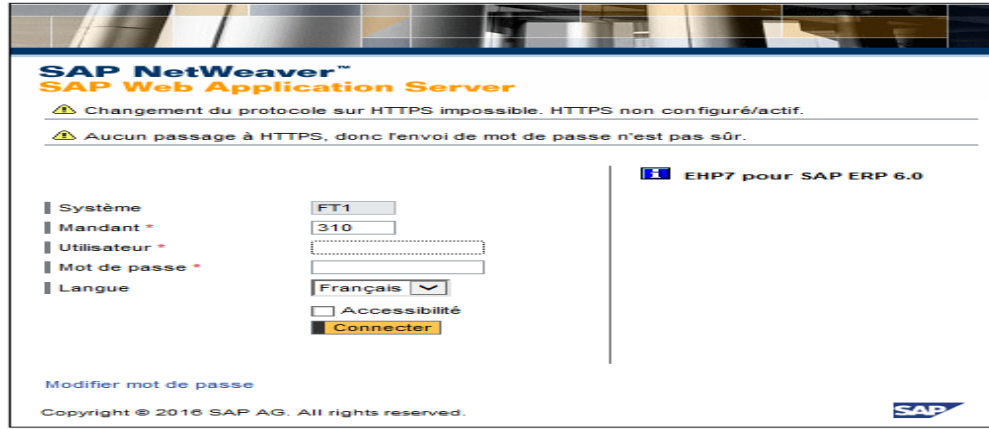 SAP NetWeaver™
SAP Web Application Server
Changement du protocole sur HTTPS impossible. HTTPS non configuré/actif.
Aucun passage à HTTPS, donc l'envoi de mot de passe n'est pas sûr.
EHP7 pour SAP ERP 6.0
Système FT1
Mandant * 310
Utilisateur *
Mot de passe *
Langue Français
Accessibilité
Connecter
Modifier mot de passe
Copyright © 2016 SAP AG. All rights reserved.
SAP